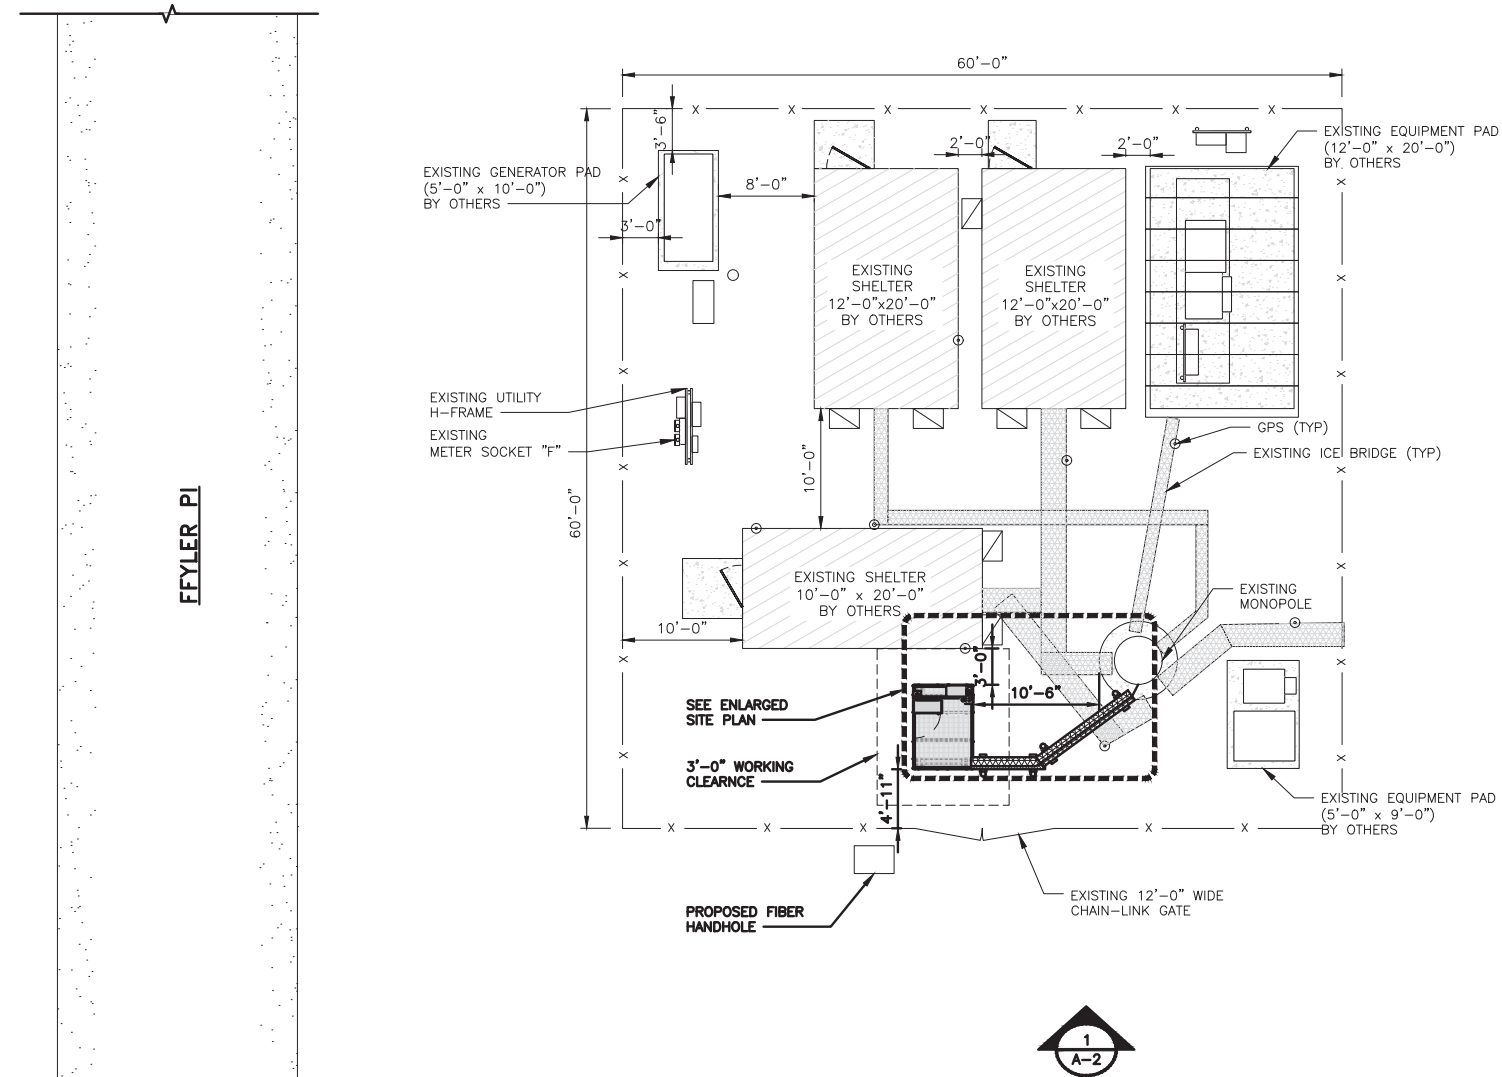 60'-0"
X X X X X X X
3'-6"
2'-0"
2'-0"
EXISTING EQUIPMENT PAD
(12'-0" x 20'-0")
BY OTHERS
EXISTING GENERATOR PAD
(5'-0" x 10'-0")
BY OTHERS
8'-0"
3'-0"
X
X
X
X
X
X
X
X
X
X
X
X
X
X
EXISTING
SHELTER
12'-0"x20'-0"
BY OTHERS
EXISTING
SHELTER
12'-0"x20'-0"
BY OTHERS
EXISTING UTILITY
H-FRAME
EXISTING
METER SOCKET "F"
GPS (TYP)
EXISTING ICE BRIDGE (TYP)
10'-0"
60'-0"
FFYLER Pl
EXISTING SHELTER
10'-0" x 20'-0"
BY OTHERS
EXISTING
MONOPOLE
10'-0"
3'-0"
10'-6"
SEE ENLARGED
SITE PLAN
3'-0" WORKING
CLEARNCE
4'-11"
EXISTING EQUIPMENT PAD
(5'-0" x 9'-0")
BY OTHERS
X X X X X
EXISTING 12'-0" WIDE
CHAIN-LINK GATE
PROPOSED FIBER
HANDHOLE
1
A-2